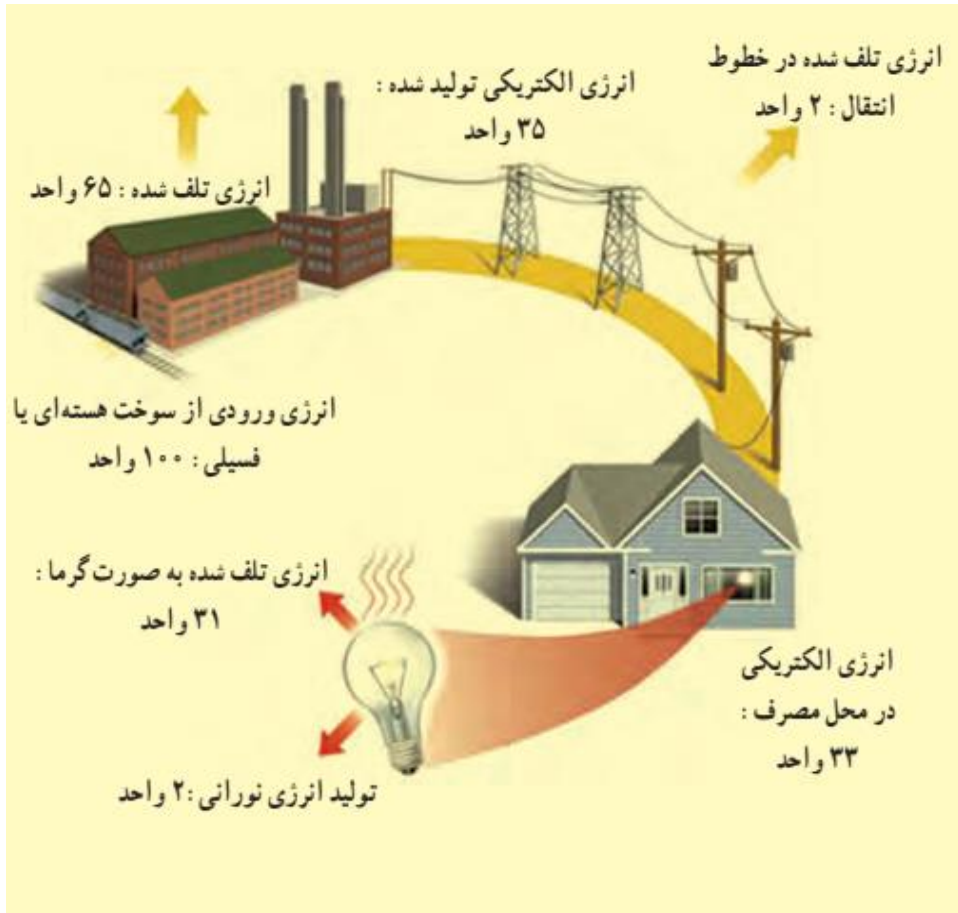 انرژی تلف شده در خطوط
انتقال : ۲ واحد
انرژی الکتریکی تولید شده :
۳۵ واحد
انرژی تلف شده : ۶۵ واحد
انرژی ورودی از سوخت هسته‌ای یا
فسیلی : ۱۰۰ واحد
انرژی تلف شده به صورت گرما :
۳۱ واحد
انرژی الکتریکی
در محل مصرف :
۳۳ واحد
تولید انرژی نورانی : ۲ واحد